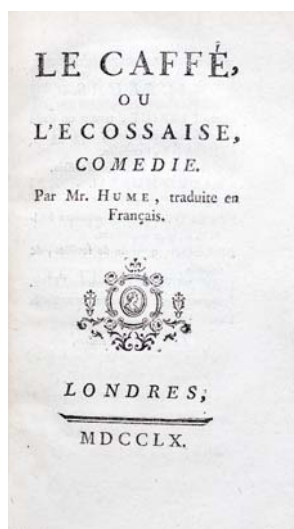 LE CAFFÉ,
OU
L'ECOSSAISE,
COMEDIE.
Par Mr. HUME, traduite en
Français.
LONDRES,
MDCCLX.